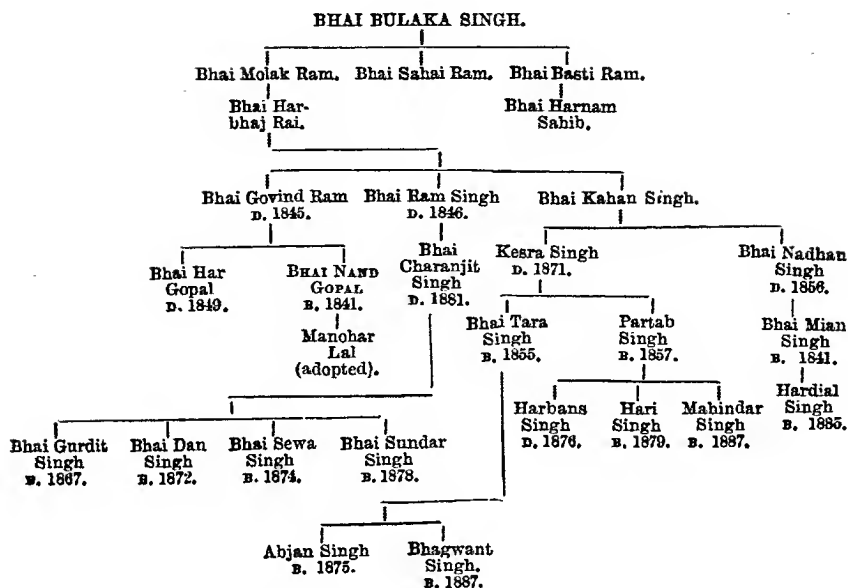 BHAI BULAKA SINGH.
Bhai Molak Ram. Bhai Sahai Ram. Bhai Basti Ram.
Bhai Har-
bhaj Rai.
Bhai Harnam
Sahib.
Bhai Govind Ram
D. 1845.
Bhai Ram Singh
D. 1846.
Bhai Kahan Singh.
Bhai Har
Gopal
D. 1849.
BHAI NAND
GOPAL
B. 1841.
Manohar
Lal
(adopted).
Bhai
Charanjit
Singh
D. 1881.
Kesra Singh
D. 1871.
Bhai Nadhan
Singh
D. 1856.
Bhai Tara
Singh
B. 1855.
Partab
Singh
B. 1857.
Bhai Mian
Singh
B. 1841.
Hardial
Singh
B. 1885.
Harbans
Singh
D. 1876.
Hari
Singh
B. 1879.
Mahindar
Singh
B. 1887.
Bhai Gurdit
Singh
B. 1867.
Bhai Dan
Singh
B. 1872.
Bhai Sewa
Singh
B. 1874.
Bhai Sundar
Singh
B. 1878.
Abjan Singh
B. 1875.
Bhagwant
Singh.
B. 1887.